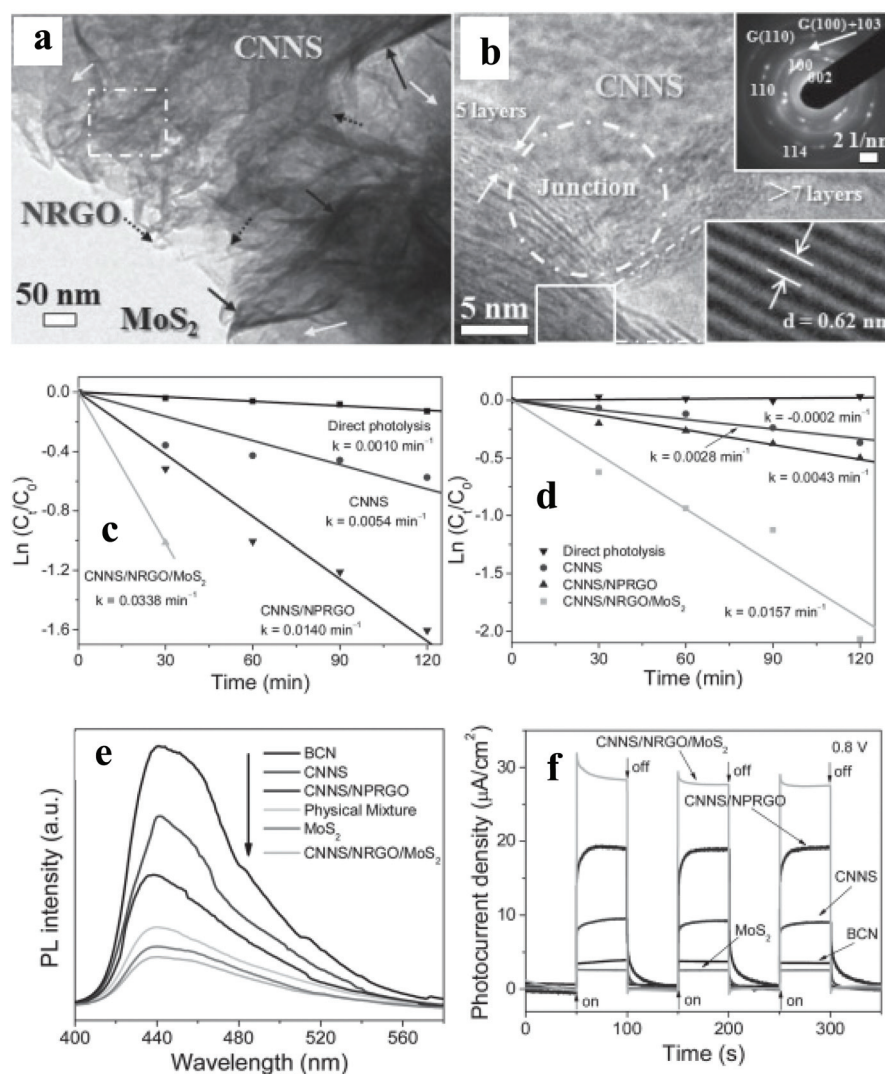 a
CNNS
NRGO
50 nm
MoS₂
b
CNNS
5 layers
Junction
7 layers
5 nm
G(100)+103
G(110)
100
002
110
114
2 1/nm
d = 0.62 nm
Ln (Cₜ/C₀)
0.0
-0.4
-0.8
-1.2
-1.6
Direct photolysis
k = 0.0010 min⁻¹
CNNS
k = 0.0054 min⁻¹
c
CNNS/NRGO/MoS₂
k = 0.0338 min⁻¹
CNNS/NPRGO
k = 0.0140 min⁻¹
0 30 60 90 120
Time (min)
Ln (Cₜ/C₀)
0.0
-0.5
-1.0
-1.5
-2.0
k = -0.0002 min⁻¹
k = 0.0028 min⁻¹
k = 0.0043 min⁻¹
d
Direct photolysis
CNNS
CNNS/NPRGO
CNNS/NRGO/MoS₂
k = 0.0157 min⁻¹
0 30 60 90 120
Time (min)
PL intensity (a.u.)
e
BCN
CNNS
CNNS/NPRGO
Physical Mixture
MoS₂
CNNS/NRGO/MoS₂
400 440 480 520 560
Wavelength (nm)
Photocurrent density (μA/cm²)
30
20
10
0
CNNS/NRGO/MoS₂
0.8 V
off
off
off
f
CNNS/NPRGO
CNNS
MoS₂
BCN
on
on
on
0 100 200 300
Time (s)